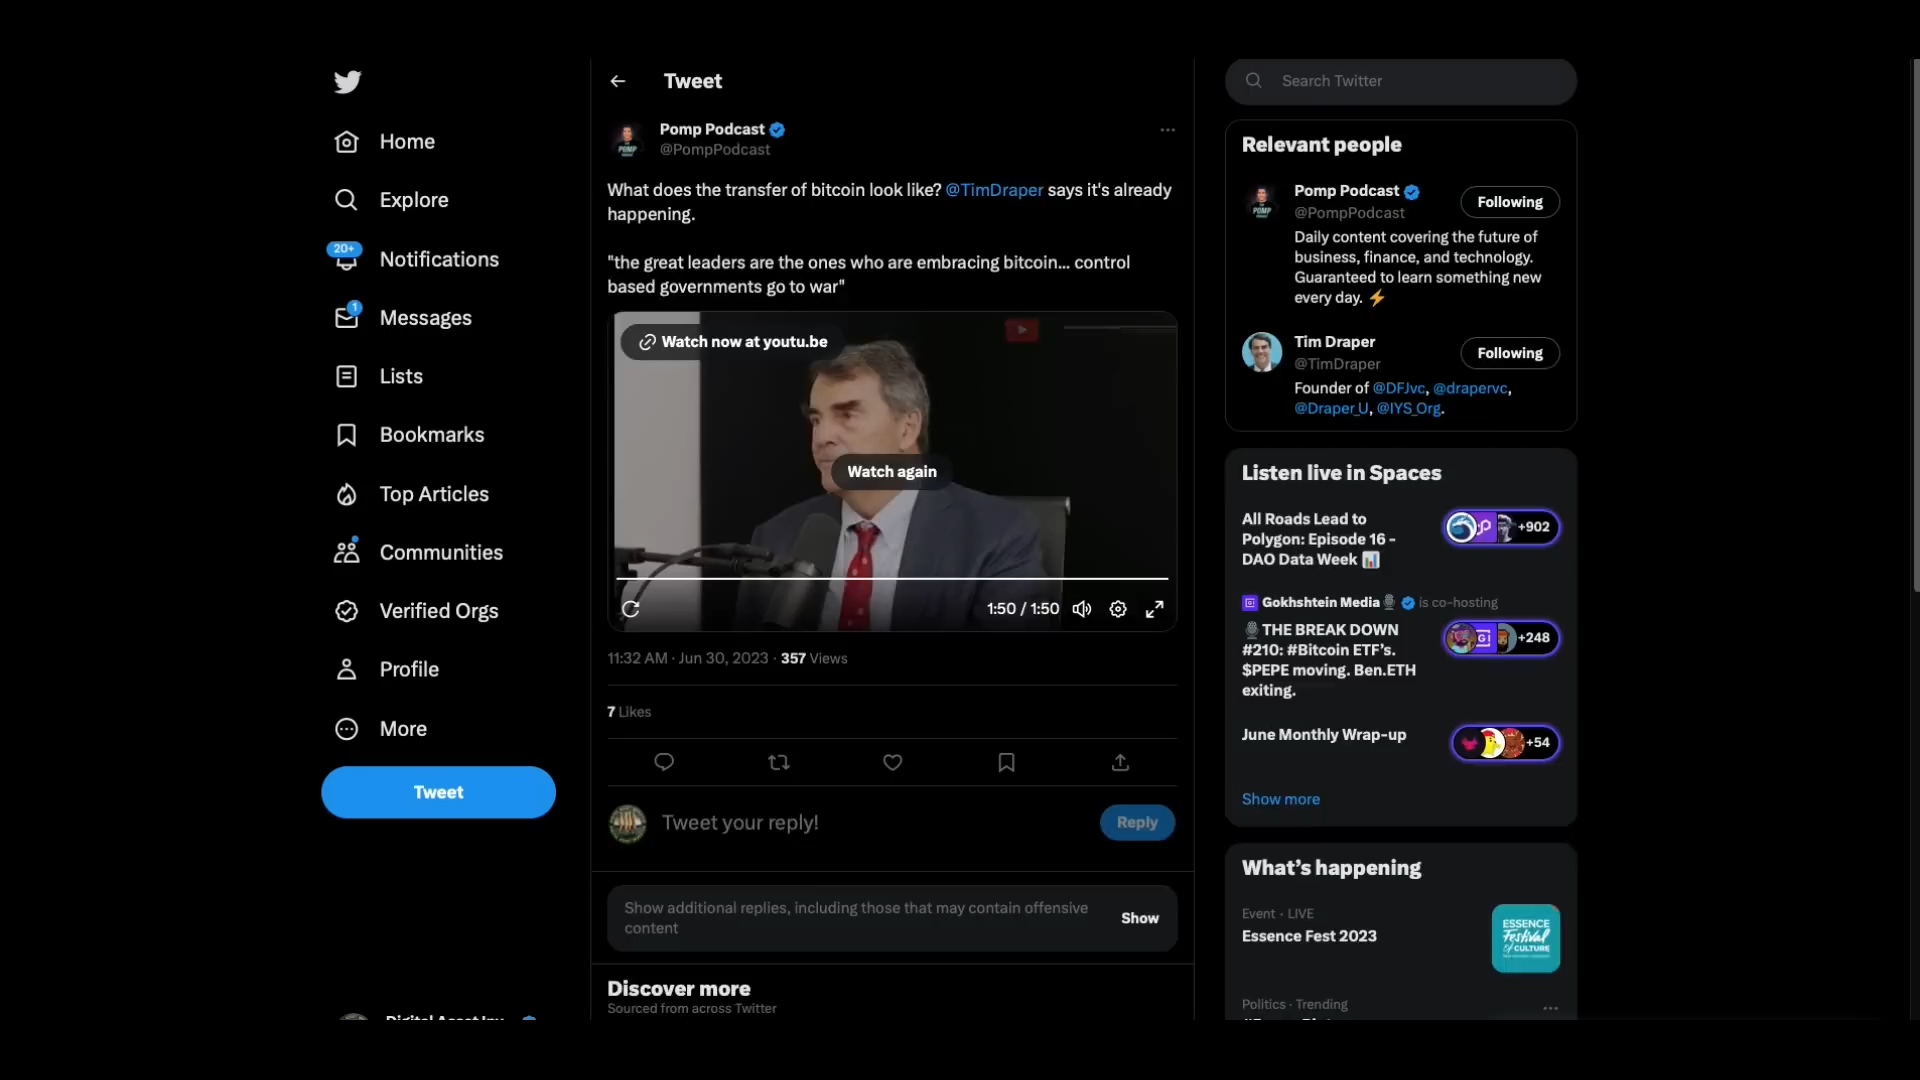 Home
Explore
20+
Notifications
1
Messages
Lists
Bookmarks
Top Articles
Communities
Verified Orgs
Profile
More
Tweet
Tweet
Pomp Podcast
@PompPodcast
What does the transfer of bitcoin look like? @TimDraper says it's already
happening.
"the great leaders are the ones who are embracing bitcoin... control
based governments go to war"
Watch now at youtu.be
Watch again
1:50 / 1:50
11:32 AM · Jun 30, 2023 · 357 Views
7 Likes
Tweet your reply!
Reply
Show additional replies, including those that may contain offensive
content
Show
Discover more
Sourced from across Twitter
Search Twitter
Relevant people
Pomp Podcast
@PompPodcast
Following
Daily content covering the future of
business, finance, and technology.
Guaranteed to learn something new
every day. ⚡
Tim Draper
@TimDraper
Following
Founder of @DFJvc, @drapervc,
@Draper_U, @IYS_Org.
Listen live in Spaces
All Roads Lead to
Polygon: Episode 16 -
DAO Data Week 📊
+902
Gokhshtein Media🎙 is co-hosting
🎙THE BREAK DOWN
#210: #Bitcoin ETF’s.
$PEPE moving. Ben.ETH
exiting.
+248
June Monthly Wrap-up
+54
Show more
What’s happening
Event · LIVE
Essence Fest 2023
ESSENCE
Festival
OF CULTURE
Politics · Trending